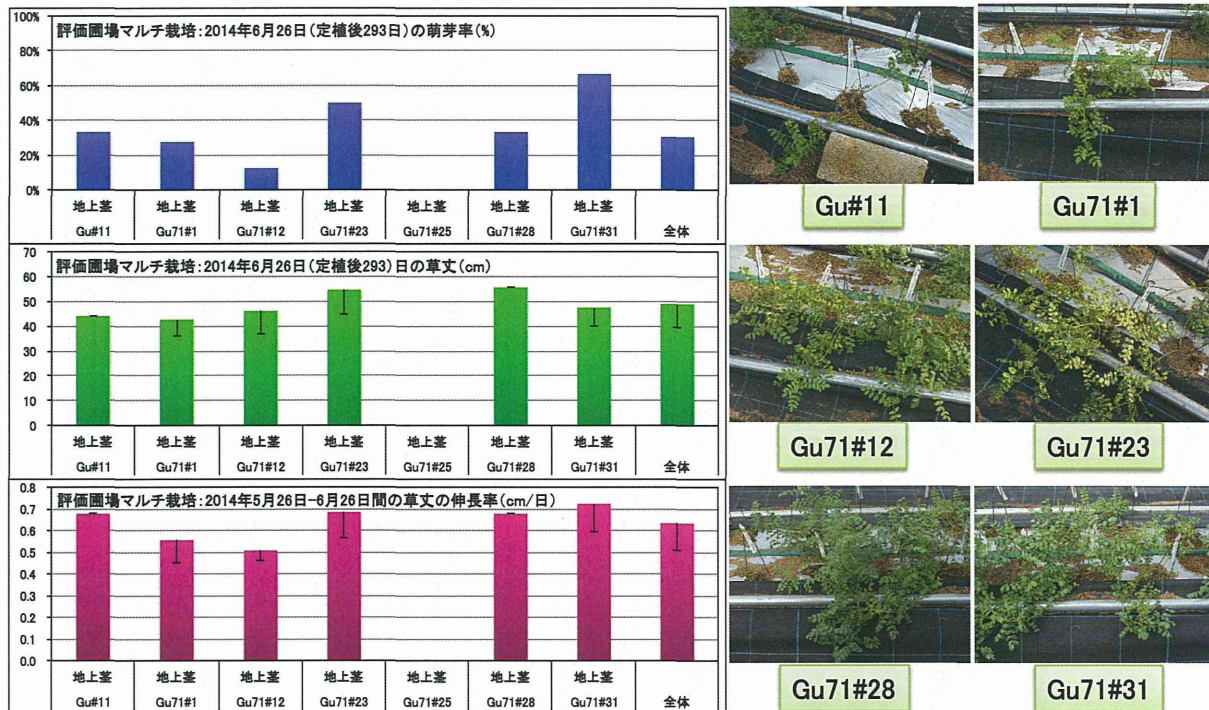 評価圃場マルチ栽培:2014年6月26日(定植後293日)の萌芽率(%)
100%
80%
60%
40%
20%
0%
地上茎 地上茎 地上茎 地上茎 地上茎 地上茎 地上茎
Gu#11 Gu71#1 Gu71#12 Gu71#23 Gu71#25 Gu71#28 Gu71#31 全体
評価圃場マルチ栽培:2014年6月26日(定植後293)日の草丈(cm)
70
60
50
40
30
20
10
0
地上茎 地上茎 地上茎 地上茎 地上茎 地上茎 地上茎
Gu#11 Gu71#1 Gu71#12 Gu71#23 Gu71#25 Gu71#28 Gu71#31 全体
評価圃場マルチ栽培:2014年5月26日-6月26日間の草丈の伸長率(cm/日)
0.8
0.7
0.6
0.5
0.4
0.3
0.2
0.1
0.0
地上茎 地上茎 地上茎 地上茎 地上茎 地上茎 地上茎
Gu#11 Gu71#1 Gu71#12 Gu71#23 Gu71#25 Gu71#28 Gu71#31 全体
Gu#11
Gu71#1
Gu71#12
Gu71#23
Gu71#28
Gu71#31